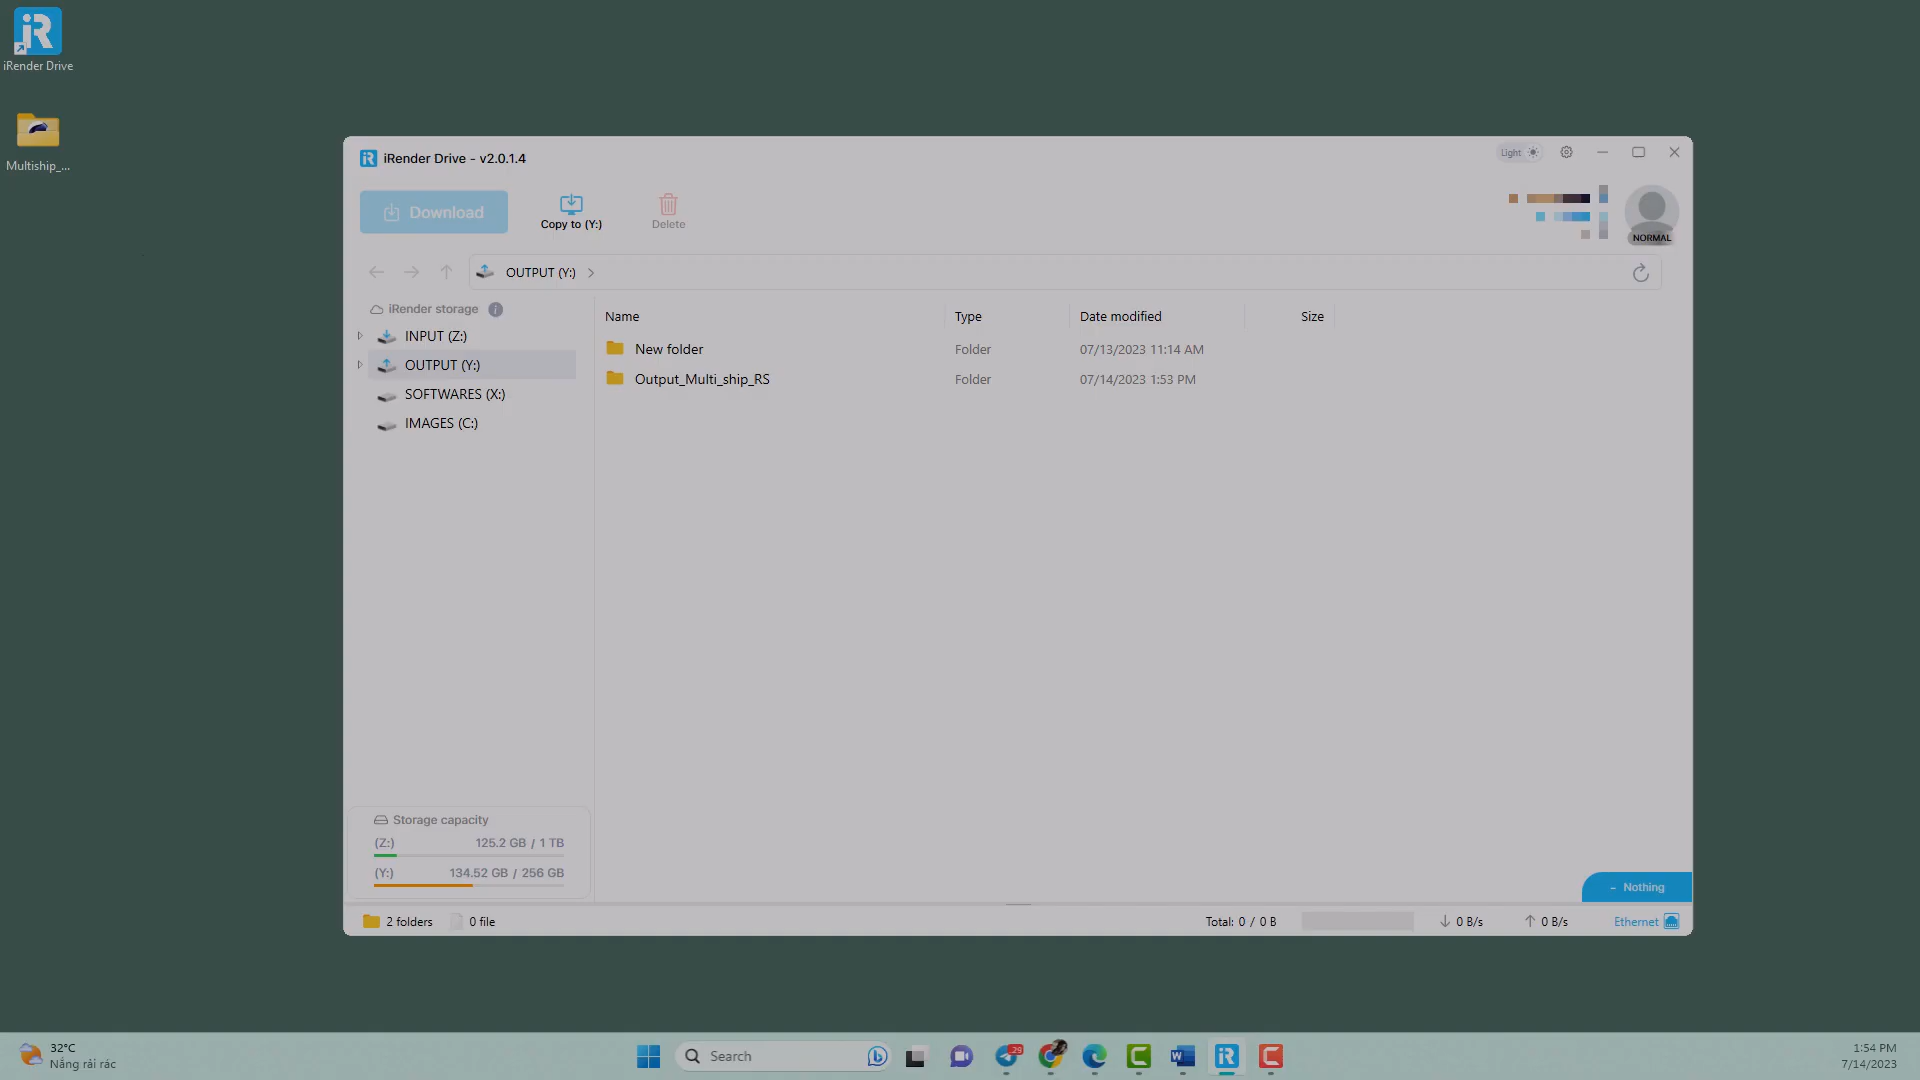 iR
iRender Drive
Multiship_...
iR iRender Drive - v2.0.1.4
Light
Download
Copy to (Y:)
Delete
NORMAL
OUTPUT (Y:)
iRender storage
INPUT (Z:)
OUTPUT (Y:)
SOFTWARES (X:)
IMAGES (C:)
Name Type Date modified Size
New folder Folder 07/13/2023 11:14 AM
Output_Multi_ship_RS Folder 07/14/2023 1:53 PM
Storage capacity
(Z:) 125.2 GB / 1 TB
(Y:) 134.52 GB / 256 GB
- Nothing
2 folders 0 file Total: 0 / 0 B 0 B/s 0 B/s Ethernet
32°C
Nắng rải rác
Search
29
1:54 PM
7/14/2023